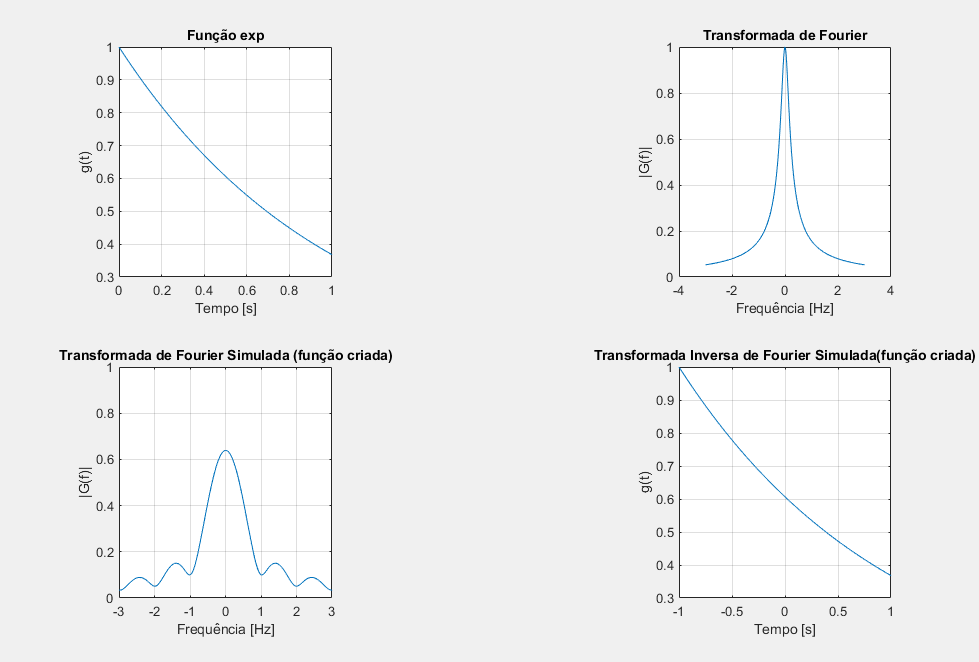 Função exp
1
0.9
0.8
0.7
0.6
0.5
0.4
0.3
g(t)
0 0.2 0.4 0.6 0.8 1
Tempo [s]
Transformada de Fourier
1
0.8
0.6
0.4
0.2
0
|G(f)|
-4 -2 0 2 4
Frequência [Hz]
Transformada de Fourier Simulada (função criada)
1
0.8
0.6
0.4
0.2
0
|G(f)|
-3 -2 -1 0 1 2 3
Frequência [Hz]
Transformada Inversa de Fourier Simulada(função criada)
1
0.9
0.8
0.7
0.6
0.5
0.4
0.3
g(t)
-1 -0.5 0 0.5 1
Tempo [s]